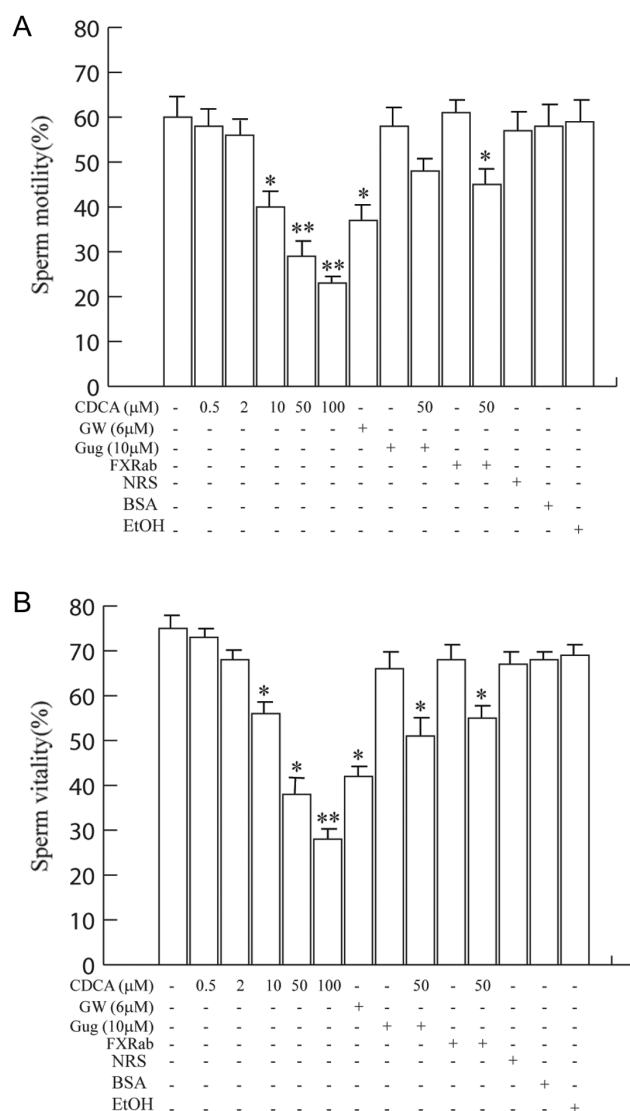 A
Sperm motility(%)
80
70
60
50
40
30
20
10
0
*
**
**
*
*
CDCA (μM) - 0.5 2 10 50 100 - - 50 - 50 - - -
GW (6μM) - - - - - - + - - - - - - -
Gug (10μM) - - - - - - - + + - - - - -
FXRab - - - - - - - - - + + - - -
NRS - - - - - - - - - - - + - -
BSA - - - - - - - - - - - - + -
EtOH - - - - - - - - - - - - - +
B
Sperm vitality(%)
80
70
60
50
40
30
20
10
0
*
*
**
*
*
*
CDCA (μM) - 0.5 2 10 50 100 - - 50 - 50 - - -
GW (6μM) - - - - - - + - - - - - - -
Gug (10μM) - - - - - - - + + - - - - -
FXRab - - - - - - - - - + + - - -
NRS - - - - - - - - - - - + - -
BSA - - - - - - - - - - - - + -
EtOH - - - - - - - - - - - - - +